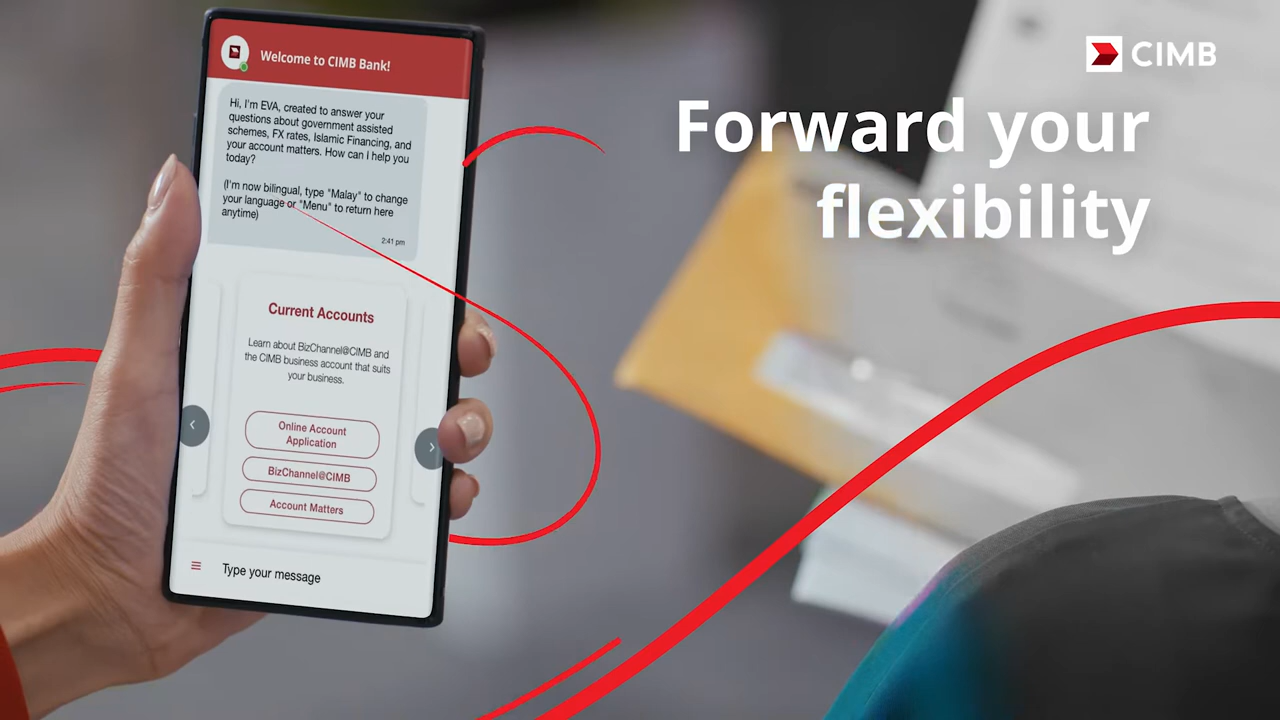 Welcome to CIMB Bank!
Hi, I'm EVA, created to answer your
questions about government assisted
schemes, FX rates, Islamic Financing, and
your account matters. How can I help you
today?
(I'm now bilingual, type "Malay" to change
your language or "Menu" to return here
anytime)
2:41 pm
Current Accounts
Learn about BizChannel@CIMB and
the CIMB business account that suits
your business.
Online Account
Application
BizChannel@CIMB
Account Matters
Type your message
CIMB
Forward your
flexibility